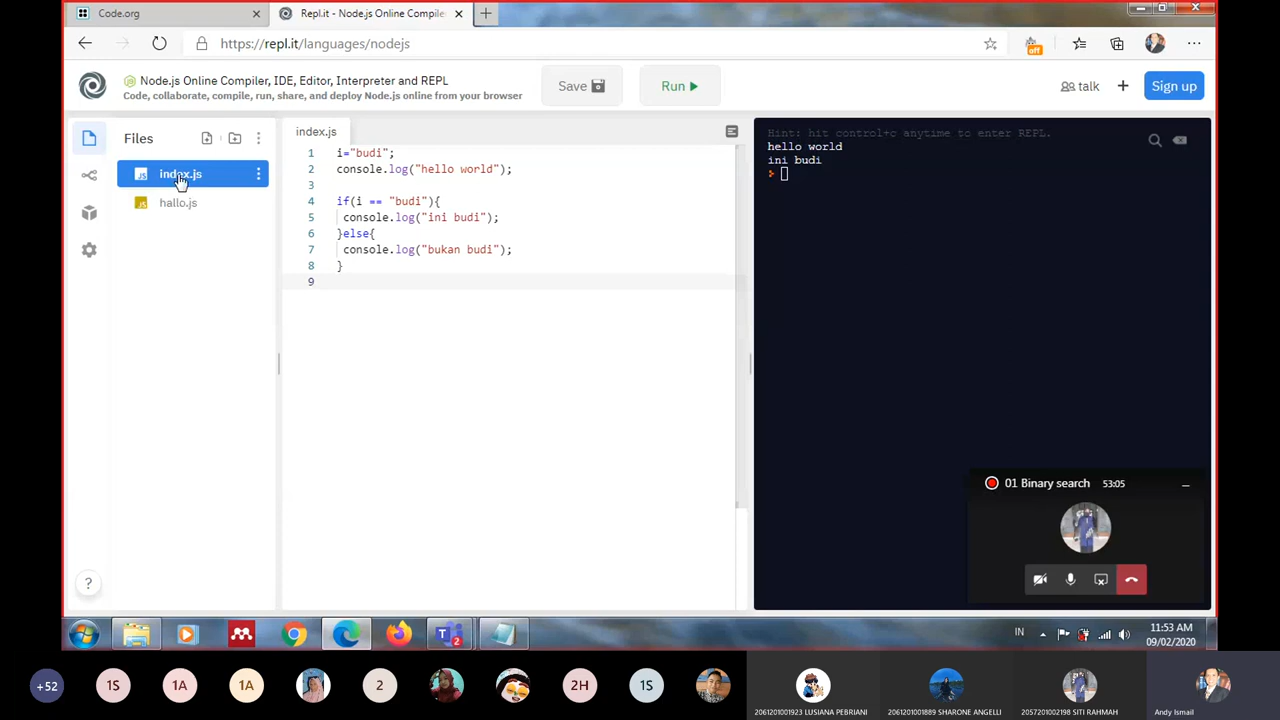 Code.org
Repl.it - Node.js Online Compiler
https://repl.it/languages/nodejs
off
Node.js Online Compiler, IDE, Editor, Interpreter and REPL
Code, collaborate, compile, run, share, and deploy Node.js online from your browser
Save
Run
talk
Sign up
Files
index.js
hallo.js
index.js
1 i="budi";
2 console.log("hello world");
3
4 if(i == "budi"){
5 console.log("ini budi");
6 }else{
7 console.log("bukan budi");
8 }
9
Hint: hit control+c anytime to enter REPL.
hello world
ini budi
01 Binary search 53:05
?
2
IN
11:53 AM
09/02/2020
+52
1S
1A
1A
2
2H
1S
2061201001923 LUSIANA PEBRIANI
2061201001889 SHARONE ANGELLI
2057201002198 SITI RAHMAH
Andy Ismail